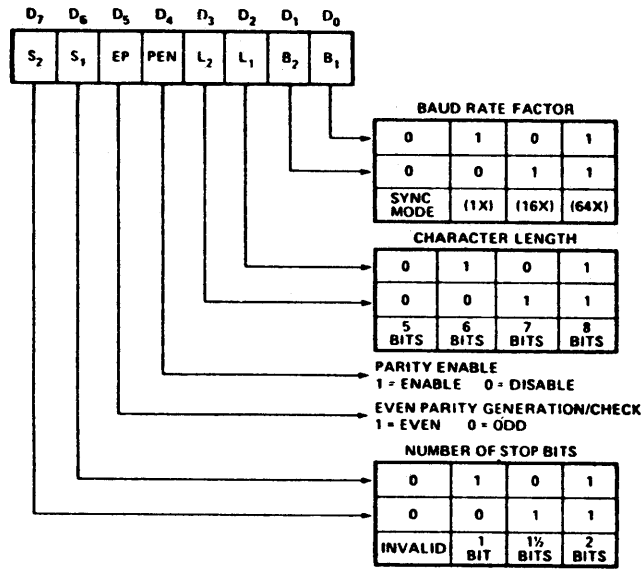 D7 D6 D5 D4 D3 D2 D1 D0
S2 S1 EP PEN L2 L1 B2 B1
BAUD RATE FACTOR
0 1 0 1
0 0 1 1
SYNC MODE (1X) (16X) (64X)
CHARACTER LENGTH
0 1 0 1
0 0 1 1
5 BITS 6 BITS 7 BITS 8 BITS
PARITY ENABLE
1 = ENABLE 0 = DISABLE
EVEN PARITY GENERATION/CHECK
1 = EVEN 0 = ODD
NUMBER OF STOP BITS
0 1 0 1
0 0 1 1
INVALID 1 BIT 1½ BITS 2 BITS